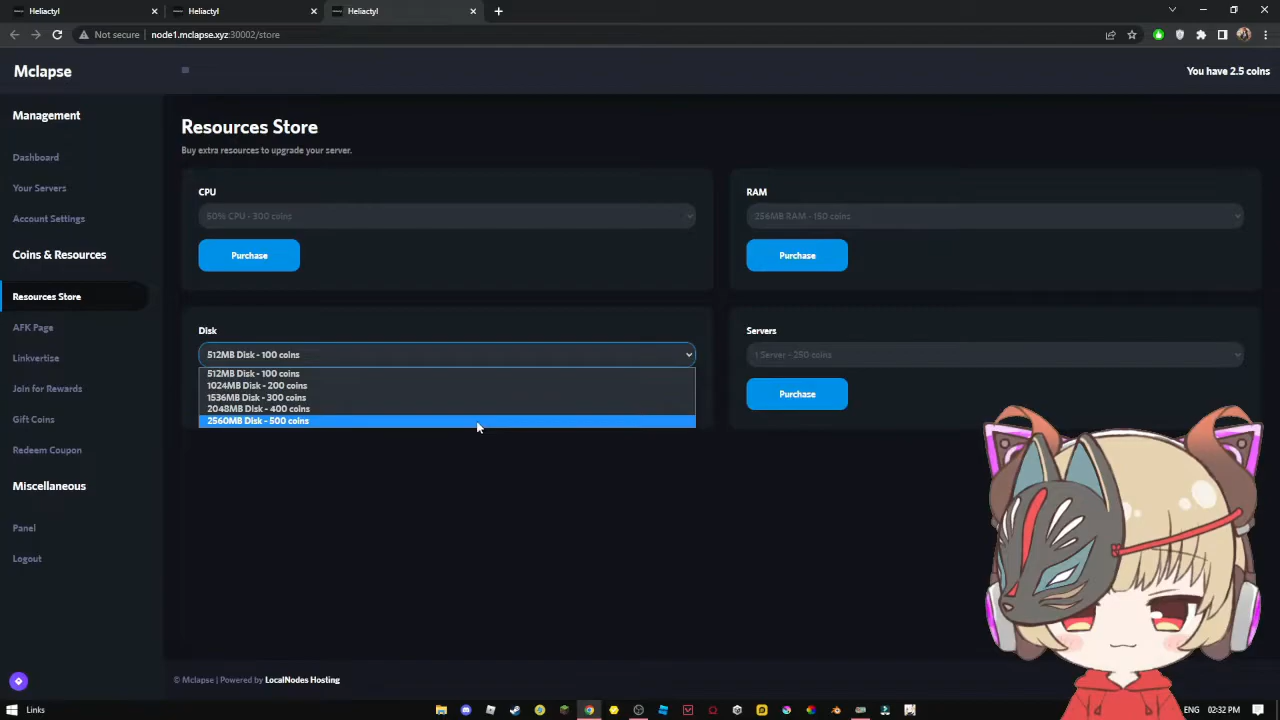 Heliactyl
Heliactyl
Heliactyl
Not secure
node1.mclapse.xyz:30002/store
Mclapse
You have 2.5 coins
Management
Dashboard
Your Servers
Account Settings
Coins & Resources
Resources Store
AFK Page
Linkvertise
Join for Rewards
Gift Coins
Redeem Coupon
Miscellaneous
Panel
Logout
Resources Store
Buy extra resources to upgrade your server.
CPU
50% CPU - 300 coins
Purchase
RAM
256MB RAM - 150 coins
Purchase
Disk
512MB Disk - 100 coins
512MB Disk - 100 coins
1024MB Disk - 200 coins
1536MB Disk - 300 coins
2048MB Disk - 400 coins
2560MB Disk - 500 coins
Servers
1 Server - 250 coins
Purchase
© Mclapse | Powered by LocalNodes Hosting
Links
ENG 02:32 PM